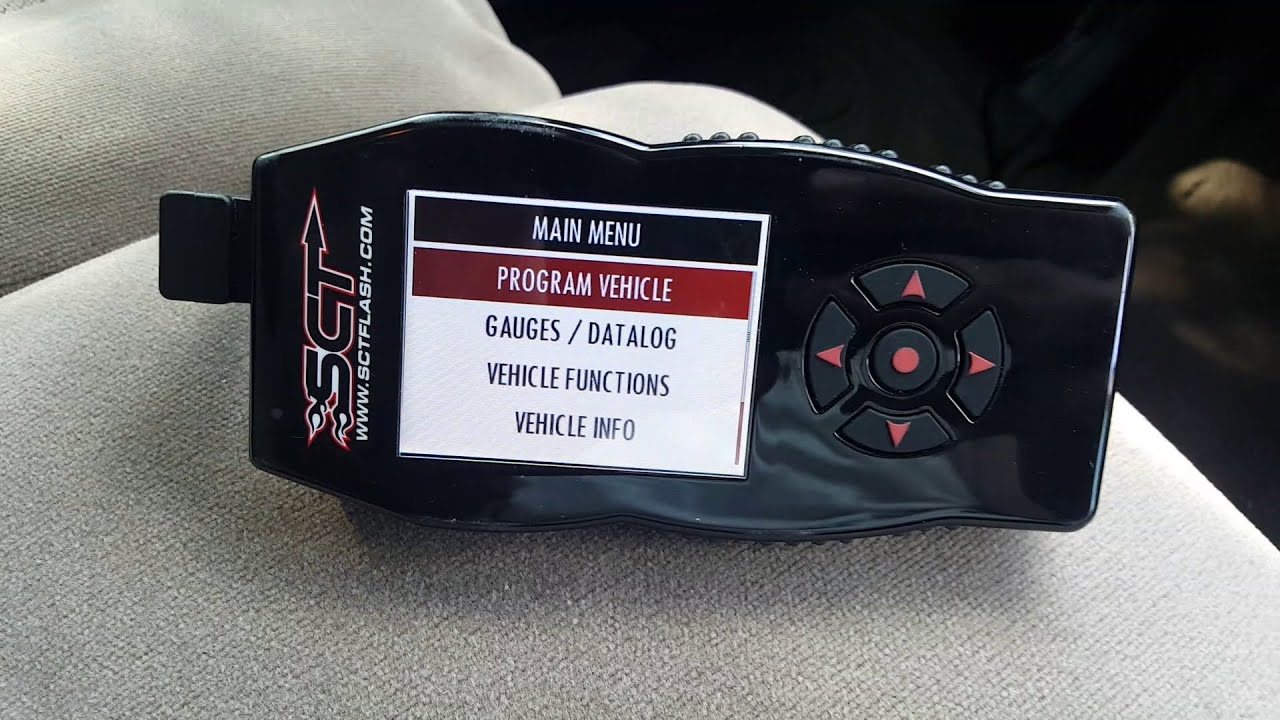 SCT
WWW.SCTFLASH.COM
MAIN MENU
PROGRAM VEHICLE
GAUGES / DATALOG
VEHICLE FUNCTIONS
VEHICLE INFO